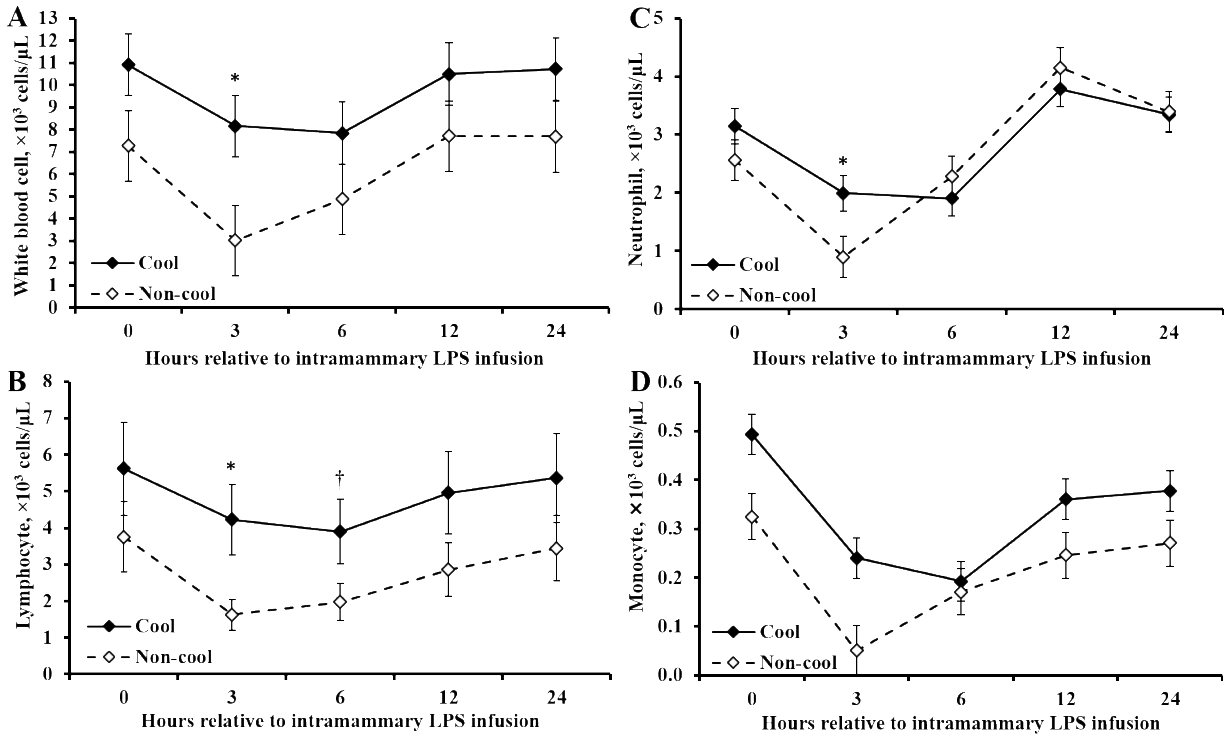 A
White blood cell, ×10³ cells/µL
13
12
11
10
9
8
7
6
5
4
3
2
1
0
*
Cool
Non-cool
0 3 6 12 24
Hours relative to intramammary LPS infusion
C
Neutrophil, ×10³ cells/µL
5
4
3
2
1
0
*
Cool
Non-cool
0 3 6 12 24
Hours relative to intramammary LPS infusion
B
Lymphocyte, ×10³ cells/µL
8
7
6
5
4
3
2
1
0
* †
Cool
Non-cool
0 3 6 12 24
Hours relative to intramammary LPS infusion
D
Monocyte, ×10³ cells/µL
0.6
0.5
0.4
0.3
0.2
0.1
0.0
Cool
Non-cool
0 3 6 12 24
Hours relative to intramammary LPS infusion